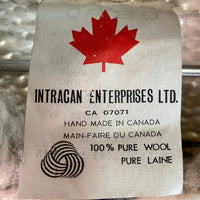 INTRACAN ENTERPRISES LTD.
CA 07071
HAND MADE IN CANADA
MAIN-FAIRE DU CANADA
100% PURE WOOL
PURE LAINE